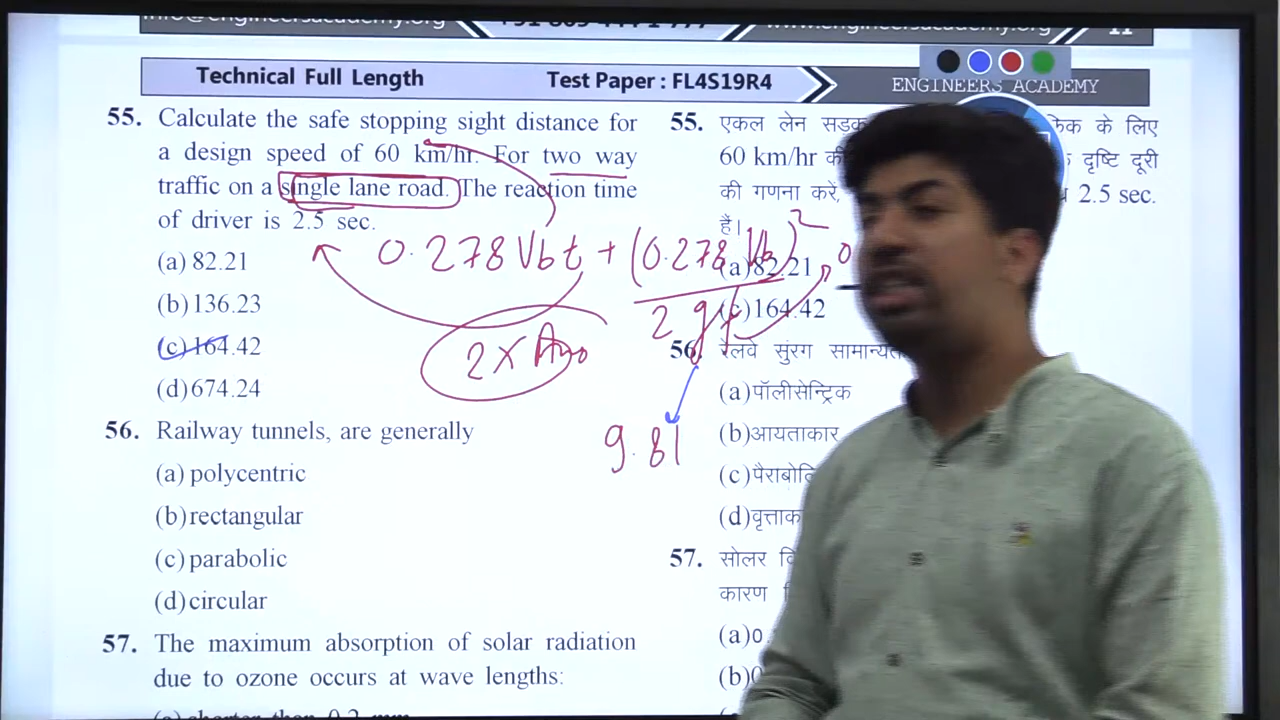 Technical Full Length
Test Paper : FL4S19R4
ENGINEERS ACADEMY
11
55. Calculate the safe stopping sight distance for
a design speed of 60 km/hr. For two way
traffic on a single lane road. The reaction time
of driver is 2.5 sec.
(a) 82.21
(b) 136.23
(c) 164.42
(d) 674.24
0.278 Vbt + (0.278 Vb)2
2gf
2x Ans
9.81
56. Railway tunnels, are generally
(a) polycentric
(b) rectangular
(c) parabolic
(d) circular
57. The maximum absorption of solar radiation
due to ozone occurs at wave lengths:
55. एकल लेन के लिए
60 km/hr की दृष्टि दूरी
की गणना करें, 2.5 sec.
हैं।
(a) 82.21
(c) 164.42
56. रेलवे सुरंग
(a) पॉलीसेन्ट्रिक
(b) आयताकार
(c)
(d)
57. सोलर
कारण
(a) 0.
(b)